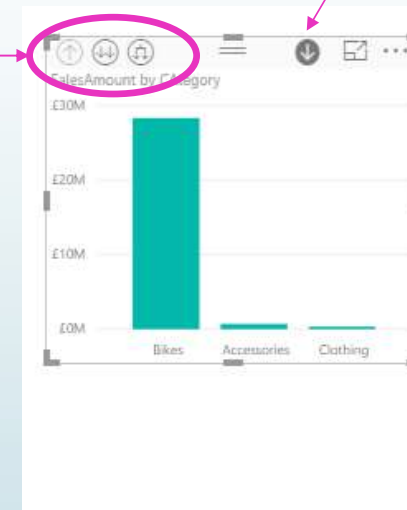 SalesAmount by CAtegory
£30M
£20M
£10M
£0M
Bikes Accessories Clothing